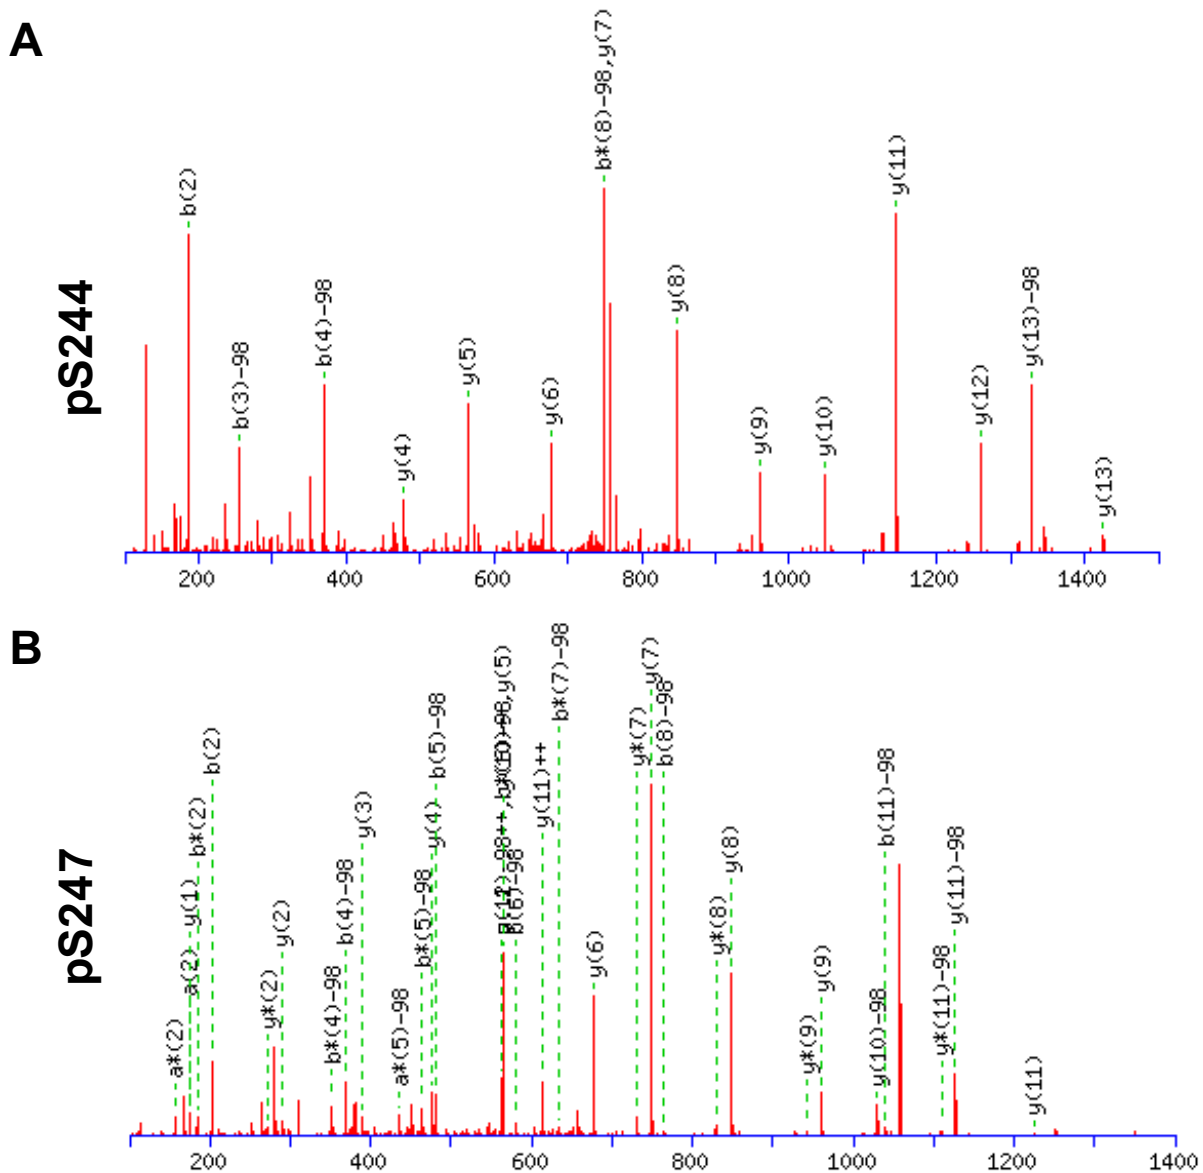 A
pS244
b(2)
b(3)-98
b(4)-98
y(4)
y(5)
y(6)
b*(8)-98,y(7)
y(8)
y(9)
y(10)
y(11)
y(12)
y(13)-98
y(13)
200 400 600 800 1000 1200 1400
B
pS247
a*(2)
a(2)
y(1)
b*(2)
b(2)
y*(2)
y(2)
b*(4)-98
b(4)-98
y(3)
a*(5)-98
b*(5)-98
y(4)
b(5)-98
b(6)-98
y(11)++
b*(7)-98
y(6)
y*(7)
y(7)
b(8)-98
y*(8)
y(8)
y*(9)
y(9)
y(10)-98
b(11)-98
y*(11)-98
y(11)-98
y(11)
200 400 600 800 1000 1200 1400